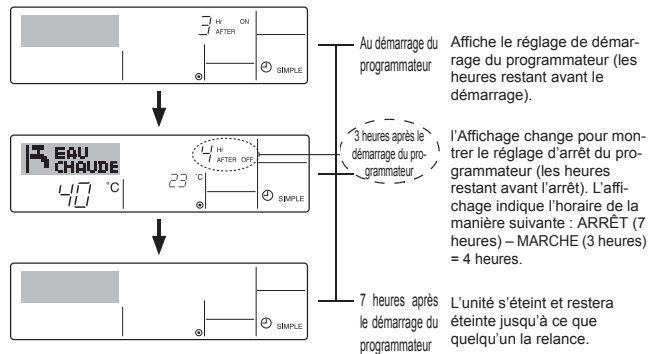 3 Hr ON
AFTER
SIMPLE
Au démarrage du
programmateur
Affiche le réglage de démar-
rage du programmateur (les
heures restant avant le
démarrage).
EAU
CHAUDE
40 °C
4 Hr
AFTER OFF
23 °C
SIMPLE
3 heures après le
démarrage du pro-
grammateur
l’Affichage change pour mon-
trer le réglage d’arrêt du pro-
grammateur (les heures
restant avant l’arrêt). L’affi-
chage indique l’horaire de la
manière suivante : ARRÊT (7
heures) – MARCHE (3 heures)
= 4 heures.
SIMPLE
7 heures après
le démarrage du
programmateur
L’unité s’éteint et restera
éteinte jusqu’à ce que
quelqu’un la relance.